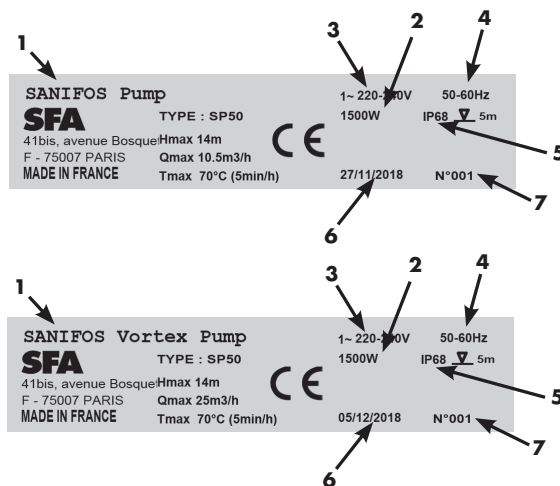 1 3 2 4
SANIFOS Pump 1~ 220-240V 50-60Hz
SFA TYPE : SP50 CE 1500W IP68 5m
41bis, avenue Bosquet Hmax 14m 5
F - 75007 PARIS Qmax 10.5m3/h
MADE IN FRANCE Tmax 70°C (5min/h) 27/11/2018 N°001
6 7
1 3 2 4
SANIFOS Vortex Pump 1~ 220-240V 50-60Hz
SFA TYPE : SP50 CE 1500W IP68 5m
41bis, avenue Bosquet Hmax 14m 5
F - 75007 PARIS Qmax 25m3/h
MADE IN FRANCE Tmax 70°C (5min/h) 05/12/2018 N°001
6 7